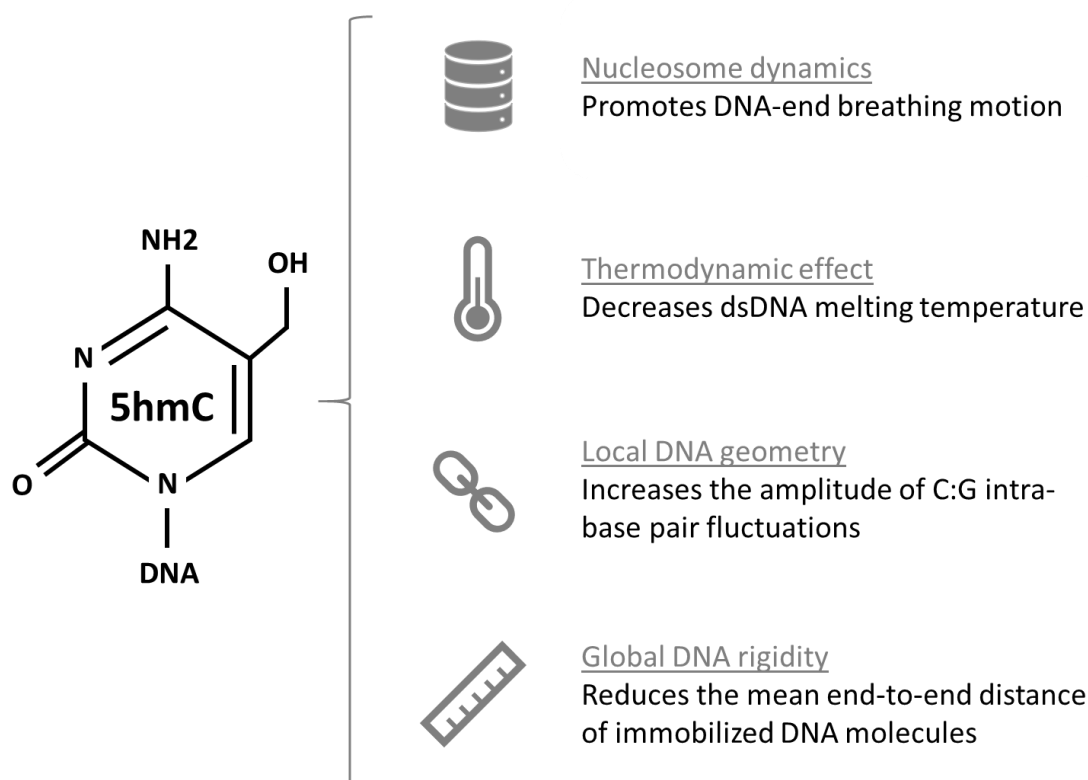 NH2
OH
N
5hmC
O
N
DNA
Nucleosome dynamics
Promotes DNA-end breathing motion
Thermodynamic effect
Decreases dsDNA melting temperature
Local DNA geometry
Increases the amplitude of C:G intra-
base pair fluctuations
Global DNA rigidity
Reduces the mean end-to-end distance
of immobilized DNA molecules